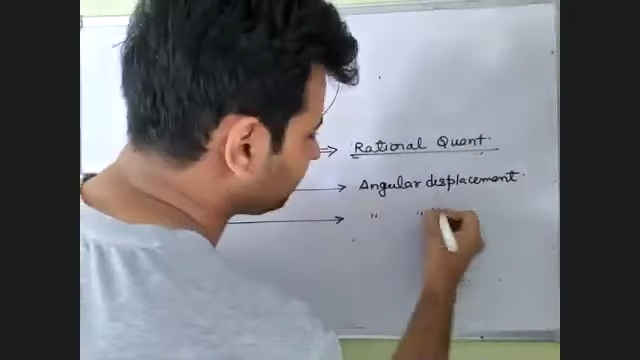 Rational Quant.
Angular displacement.
" "